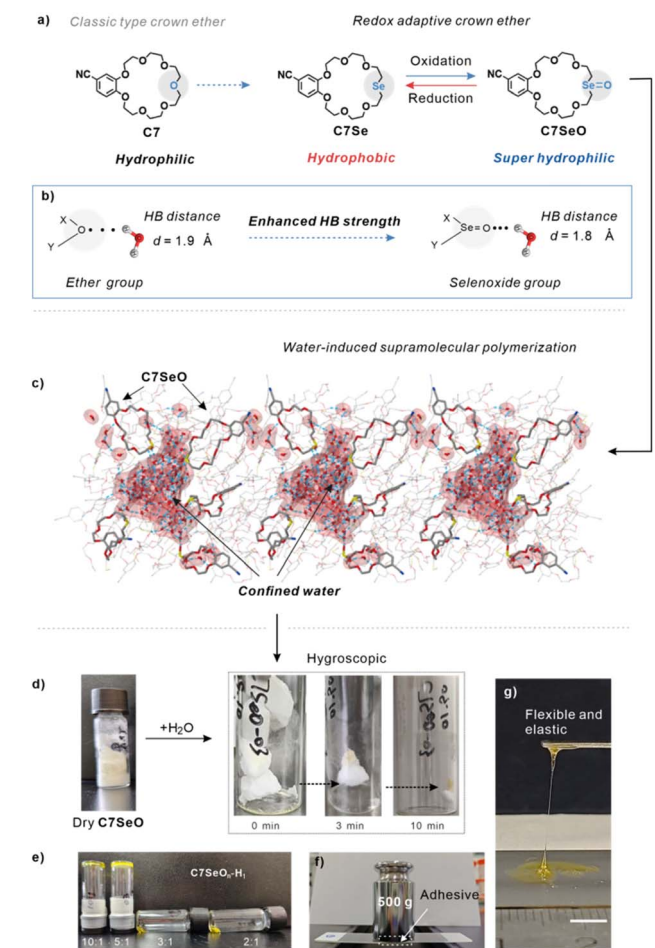 a)
Classic type crown ether
Redox adaptive crown ether
NC
O
O
O
O
O
O
O
C7
Hydrophilic
NC
O
O
O
O
O
O
Se
C7Se
Hydrophobic
Oxidation
Reduction
NC
O
O
O
O
O
O
Se=O
C7SeO
Super hydrophilic
b)
X
Y
O
HB distance
d = 1.9 Å
Ether group
Enhanced HB strength
X
Y
Se=O
HB distance
d = 1.8 Å
Selenoxide group
Water-induced supramolecular polymerization
c)
C7SeO
Confined water
Hygroscopic
d)
+H2O
Dry C7SeO
0 min
3 min
10 min
g)
Flexible and
elastic
e)
C7SeOn-H1
10:1
5:1
3:1
2:1
f)
500 g
Adhesive